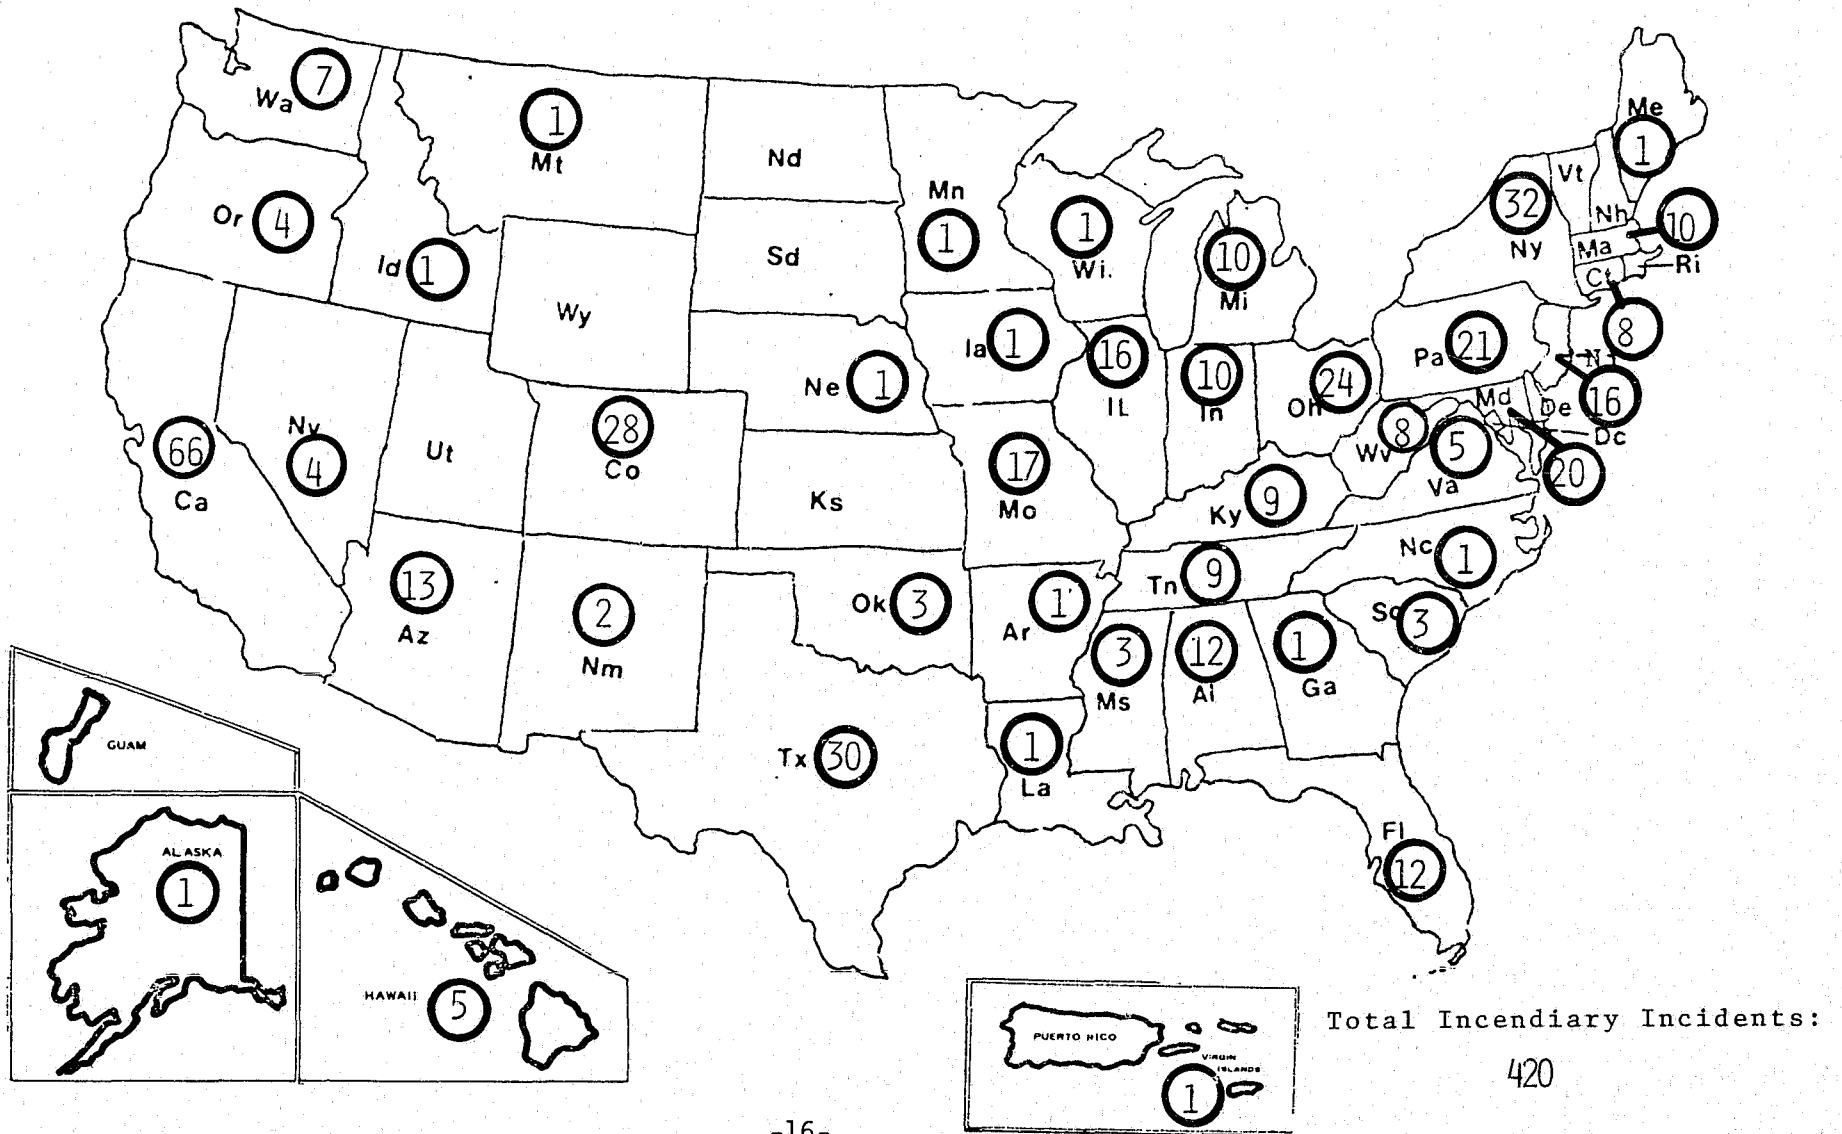 Wa 7
Mt 1
Nd
Mn 1
Wi. 1
Mi 10
Ny 32
Vt
Me 1
Nh
Ma 10
Ri
Ct 8
Or 4
Id 1
Wy
Sd
Ne 1
Ia 1
IL 16
In 10
Oh 24
Pa 21
N 16
Md 20
De
Dc
Wv 8
Va 5
Ca 66
Nv 4
Ut
Co 28
Ks
Mo 17
Ky 9
Tn 9
Nc 1
Sc 3
Az 13
Nm 2
Ok 3
Ar 1
Ms 3
Al 12
Ga 1
Tx 30
La 1
Fl 12
GUAM
ALASKA
1
HAWAII 5
PUERTO RICO
VIRGIN
ISLANDS
1
Total Incendiary Incidents:
420
-16-